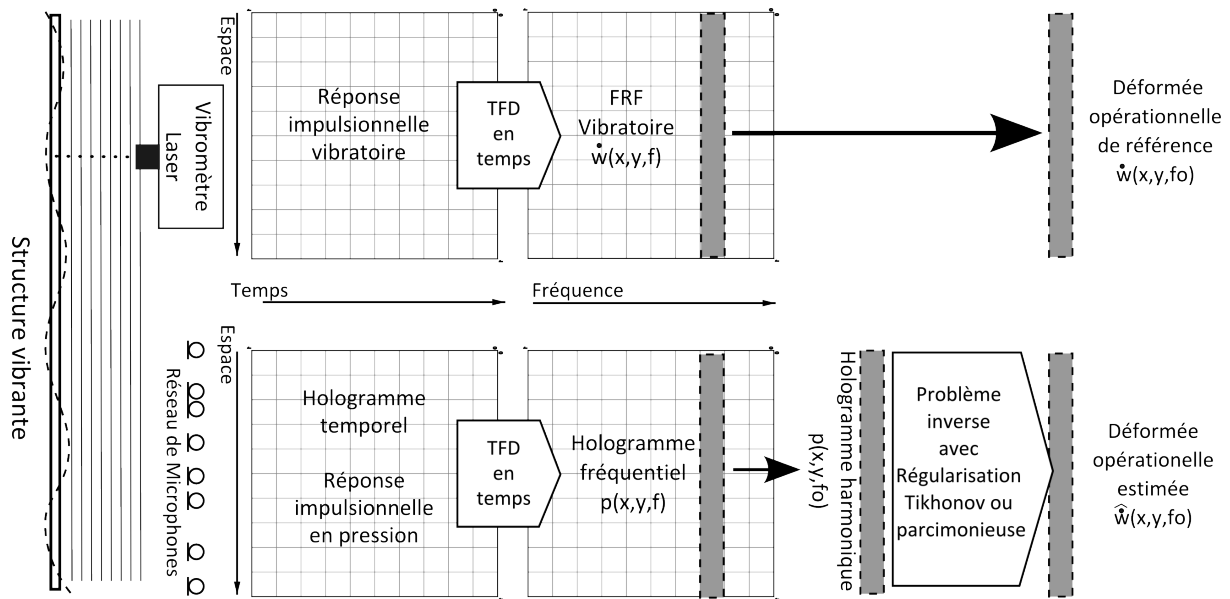 Structure vibrante
Vibromètre
Laser
Espace
Réponse
impulsionnelle
vibratoire
TFD
en
temps
FRF
Vibratoire
ẇ(x,y,f)
Déformée
opérationnelle
de référence
ẇ(x,y,fo)
Temps
Fréquence
Réseau de Microphones
Espace
Hologramme
temporel
Réponse
impulsionnelle
en pression
TFD
en
temps
Hologramme
fréquentiel
p(x,y,f)
Hologramme harmonique
p(x,y,fo)
Problème
inverse
avec
Régularisation
Tikhonov ou
parcimonieuse
Déformée
opérationelle
estimée
ẇ̂(x,y,fo)